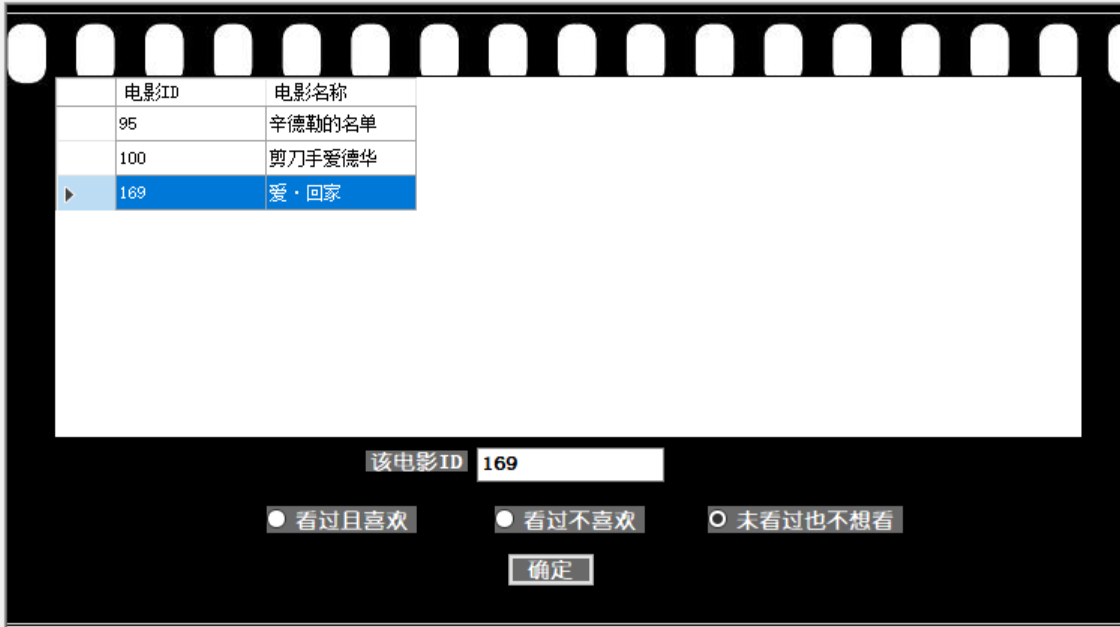 电影ID 电影名称
95 辛德勒的名单
100 剪刀手爱德华
169 爱·回家
该电影ID 169
看过且喜欢 看过不喜欢 未看过也不想看
确定